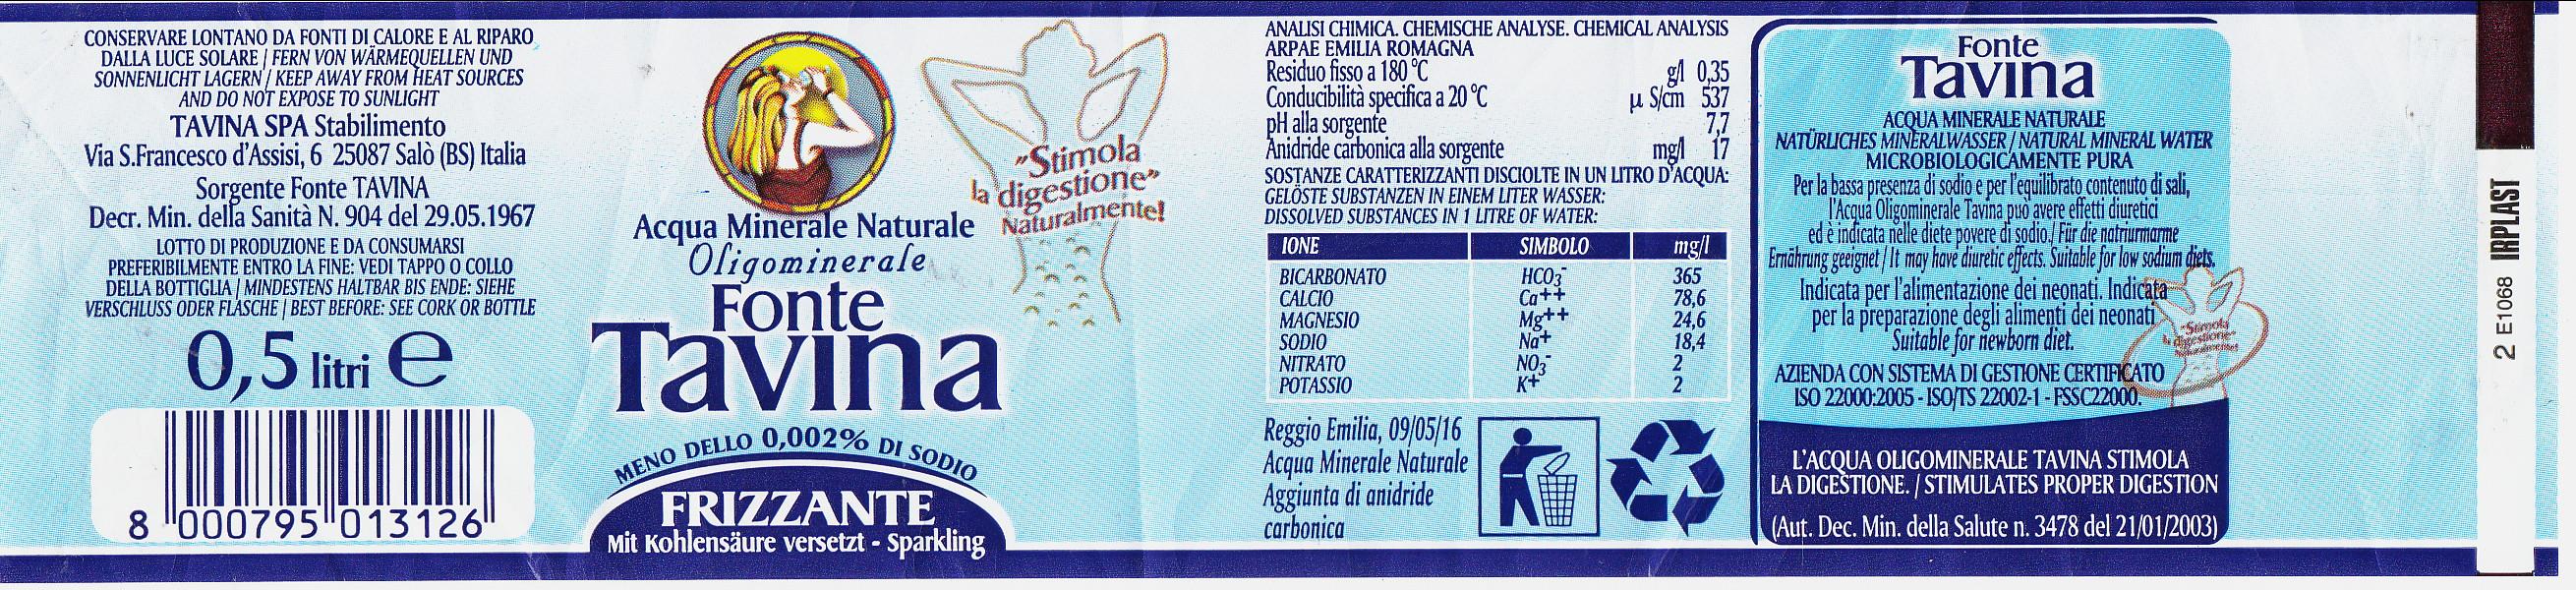 CONSERVARE LONTANO DA FONTI DI CALORE E AL RIPARO
DALLA LUCE SOLARE / FERN VON WÄRMEQUELLEN UND
SONNENLICHT LAGERN / KEEP AWAY FROM HEAT SOURCES
AND DO NOT EXPOSE TO SUNLIGHT
TAVINA SPA Stabilimento
Via S.Francesco d'Assisi, 6 25087 Salò (BS) Italia
Sorgente Fonte TAVINA
Decr. Min. della Sanità N. 904 del 29.05.1967
LOTTO DI PRODUZIONE E DA CONSUMARSI
PREFERIBILMENTE ENTRO LA FINE: VEDI TAPPO O COLLO
DELLA BOTTIGLIA / MINDESTENS HALTBAR BIS ENDE: SIEHE
VERSCHLUSS ODER FLASCHE / BEST BEFORE: SEE CORK OR BOTTLE
0,5 litri e
8 000795 013126
"Stimola
la digestione"
Naturalmente!
Acqua Minerale Naturale
Oligominerale
Fonte
Tavina
MENO DELLO 0,002% DI SODIO
FRIZZANTE
Mit Kohlensäure versetzt - Sparkling
ANALISI CHIMICA. CHEMISCHE ANALYSE. CHEMICAL ANALYSIS
ARPAE EMILIA ROMAGNA
Residuo fisso a 180 °C g/l 0,35
Conducibilità specifica a 20 °C µ S/cm 537
pH alla sorgente 7,7
Anidride carbonica alla sorgente mg/l 17
SOSTANZE CARATTERIZZANTI DISCIOLTE IN UN LITRO D'ACQUA:
GELÖSTE SUBSTANZEN IN EINEM LITER WASSER:
DISSOLVED SUBSTANCES IN 1 LITRE OF WATER:
IONE SIMBOLO mg/l
BICARBONATO HCO3- 365
CALCIO Ca++ 78,6
MAGNESIO Mg++ 24,6
SODIO Na+ 18,4
NITRATO NO3- 2
POTASSIO K+ 2
Reggio Emilia, 09/05/16
Acqua Minerale Naturale
Aggiunta di anidride
carbonica
Fonte
Tavina
ACQUA MINERALE NATURALE
NATÜRLICHES MINERALWASSER / NATURAL MINERAL WATER
MICROBIOLOGICAMENTE PURA
Per la bassa presenza di sodio e per l'equilibrato contenuto di sali,
l'Acqua Oligominerale Tavina può avere effetti diuretici
ed è indicata nelle diete povere di sodio./ Für die natriurmarme
Ernährung geeignet / It may have diuretic effects. Suitable for low sodium diets.
Indicata per l'alimentazione dei neonati. Indicata
per la preparazione degli alimenti dei neonati
Suitable for newborn diet.
"Stimola
la digestione"
Naturalmente!
AZIENDA CON SISTEMA DI GESTIONE CERTIFICATO
ISO 22000:2005 - ISO/TS 22002-1 - FSSC22000.
L'ACQUA OLIGOMINERALE TAVINA STIMOLA
LA DIGESTIONE. / STIMULATES PROPER DIGESTION
(Aut. Dec. Min. della Salute n. 3478 del 21/01/2003)
2 E1068 IRPLAST